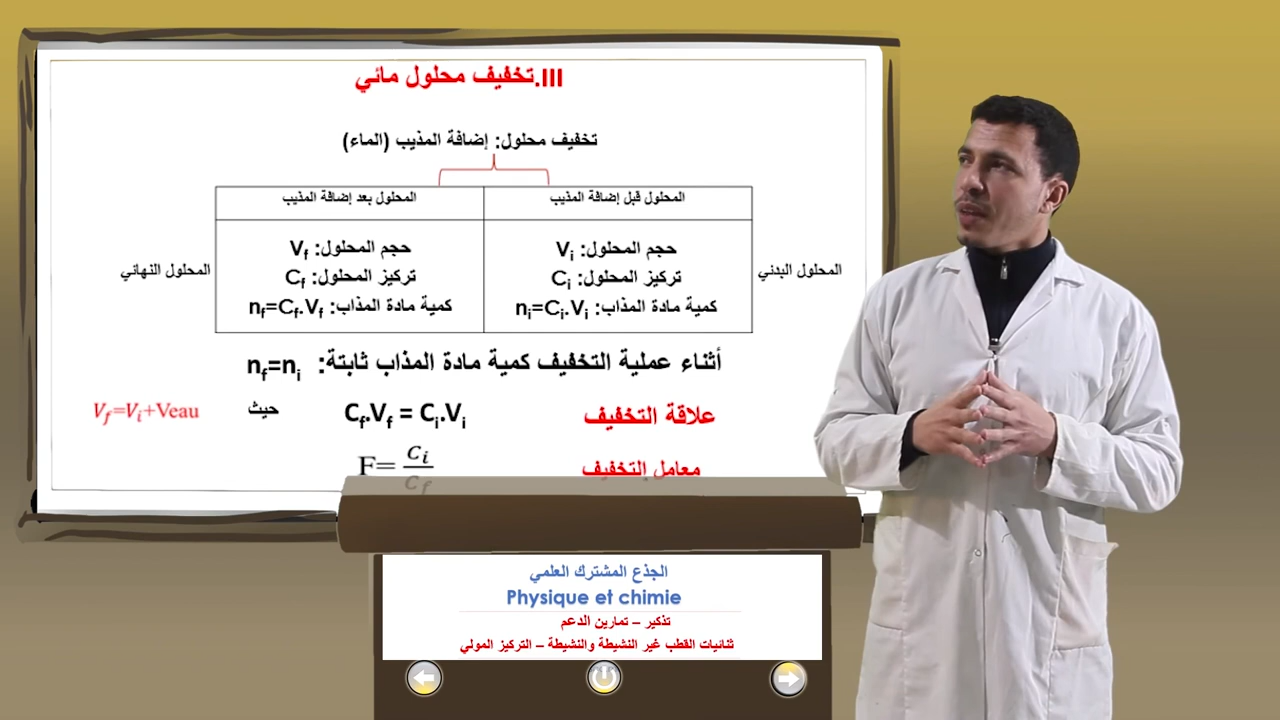 III.تخفيف محلول مائي
تخفيف محلول: إضافة المذيب (الماء)
المحلول قبل إضافة المذيب
المحلول بعد إضافة المذيب
المحلول البدئي
حجم المحلول: Vi
تركيز المحلول: Ci
كمية مادة المذاب: ni=Ci.Vi
حجم المحلول: Vf
تركيز المحلول: Cf
كمية مادة المذاب: nf=Cf.Vf
المحلول النهائي
أثناء عملية التخفيف كمية مادة المذاب ثابتة: nf=ni
علاقة التخفيف Cf.Vf = Ci.Vi حيث Vf=Vi+Veau
معامل التخفيف F= Ci/Cf
الجذع المشترك العلمي
Physique et chimie
تذكير – تمارين الدعم
ثنائيات القطب غير النشيطة والنشيطة – التركيز المولي